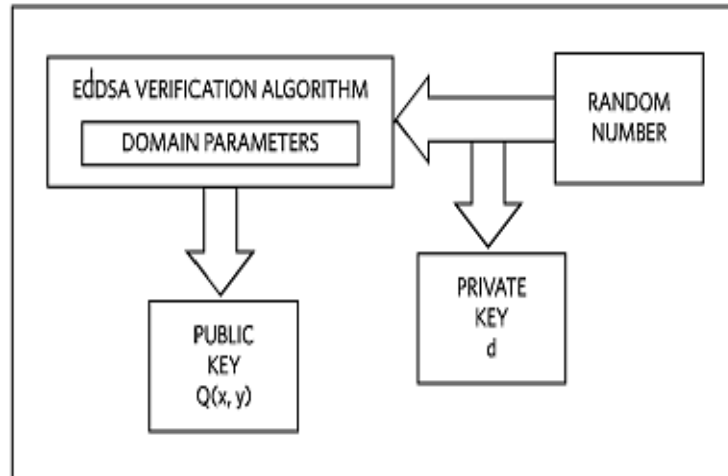 EdDSA VERIFICATION ALGORITHM
DOMAIN PARAMETERS
RANDOM
NUMBER
PUBLIC
KEY
Q(x, y)
PRIVATE
KEY
d